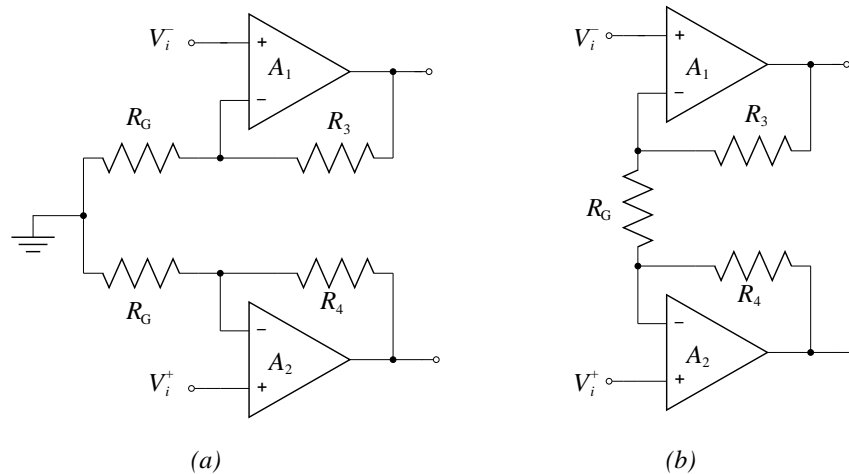 V_i^-
+
A_1
−
R_G
R_3
R_G
R_4
−
A_2
V_i^+
+
(a)
V_i^-
+
A_1
−
R_3
R_G
R_4
−
A_2
V_i^+
+
(b)